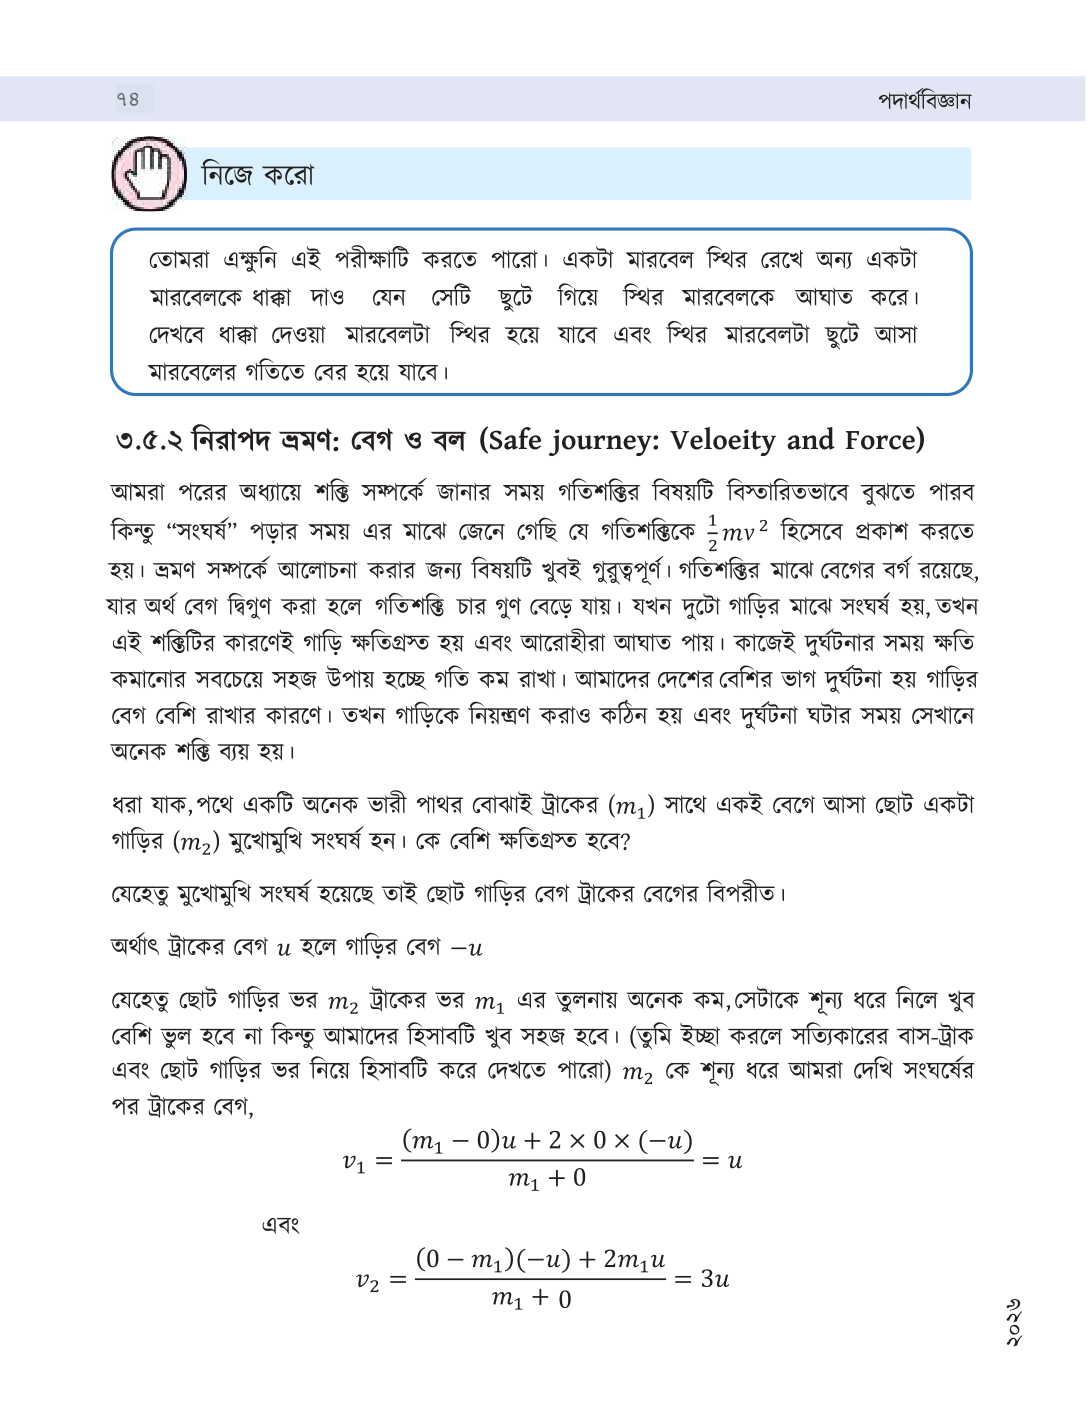 ৭৪
পদার্থবিজ্ঞান
নিজে করো
তোমরা এক্ষুনি এই পরীক্ষাটি করতে পারো। একটা মারবেল স্থির রেখে অন্য একটা
মারবেলকে ধাক্কা দাও যেন সেটি ছুটে গিয়ে স্থির মারবেলকে আঘাত করে।
দেখবে ধাক্কা দেওয়া মারবেলটা স্থির হয়ে যাবে এবং স্থির মারবেলটা ছুটে আসা
মারবেলের গতিতে বের হয়ে যাবে।
৩.৫.২ নিরাপদ ভ্রমণ: বেগ ও বল (Safe journey: Veloeity and Force)
আমরা পরের অধ্যায়ে শক্তি সম্পর্কে জানার সময় গতিশক্তির বিষয়টি বিস্তারিতভাবে বুঝতে পারব
কিন্তু “সংঘর্ষ” পড়ার সময় এর মাঝে জেনে গেছি যে গতিশক্তিকে ½mv² হিসেবে প্রকাশ করতে
হয়। ভ্রমণ সম্পর্কে আলোচনা করার জন্য বিষয়টি খুবই গুরুত্বপূর্ণ। গতিশক্তির মাঝে বেগের বর্গ রয়েছে,
যার অর্থ বেগ দ্বিগুণ করা হলে গতিশক্তি চার গুণ বেড়ে যায়। যখন দুটো গাড়ির মাঝে সংঘর্ষ হয়, তখন
এই শক্তিটির কারণেই গাড়ি ক্ষতিগ্রস্ত হয় এবং আরোহীরা আঘাত পায়। কাজেই দুর্ঘটনার সময় ক্ষতি
কমানোর সবচেয়ে সহজ উপায় হচ্ছে গতি কম রাখা। আমাদের দেশের বেশির ভাগ দুর্ঘটনা হয় গাড়ির
বেগ বেশি রাখার কারণে। তখন গাড়িকে নিয়ন্ত্রণ করাও কঠিন হয় এবং দুর্ঘটনা ঘটার সময় সেখানে
অনেক শক্তি ব্যয় হয়।
ধরা যাক, পথে একটি অনেক ভারী পাথর বোঝাই ট্রাকের (m₁) সাথে একই বেগে আসা ছোট একটা
গাড়ির (m₂) মুখোমুখি সংঘর্ষ হন। কে বেশি ক্ষতিগ্রস্ত হবে?
যেহেতু মুখোমুখি সংঘর্ষ হয়েছে তাই ছোট গাড়ির বেগ ট্রাকের বেগের বিপরীত।
অর্থাৎ ট্রাকের বেগ u হলে গাড়ির বেগ −u
যেহেতু ছোট গাড়ির ভর m₂ ট্রাকের ভর m₁ এর তুলনায় অনেক কম, সেটাকে শূন্য ধরে নিলে খুব
বেশি ভুল হবে না কিন্তু আমাদের হিসাবটি খুব সহজ হবে। (তুমি ইচ্ছা করলে সত্যিকারের বাস-ট্রাক
এবং ছোট গাড়ির ভর নিয়ে হিসাবটি করে দেখতে পারো) m₂ কে শূন্য ধরে আমরা দেখি সংঘর্ষের
পর ট্রাকের বেগ,
v₁ = ((m₁ − 0)u + 2 × 0 × (−u)) / (m₁ + 0) = u
এবং
v₂ = ((0 − m₁)(−u) + 2m₁u) / (m₁ + 0) = 3u
২০২৬